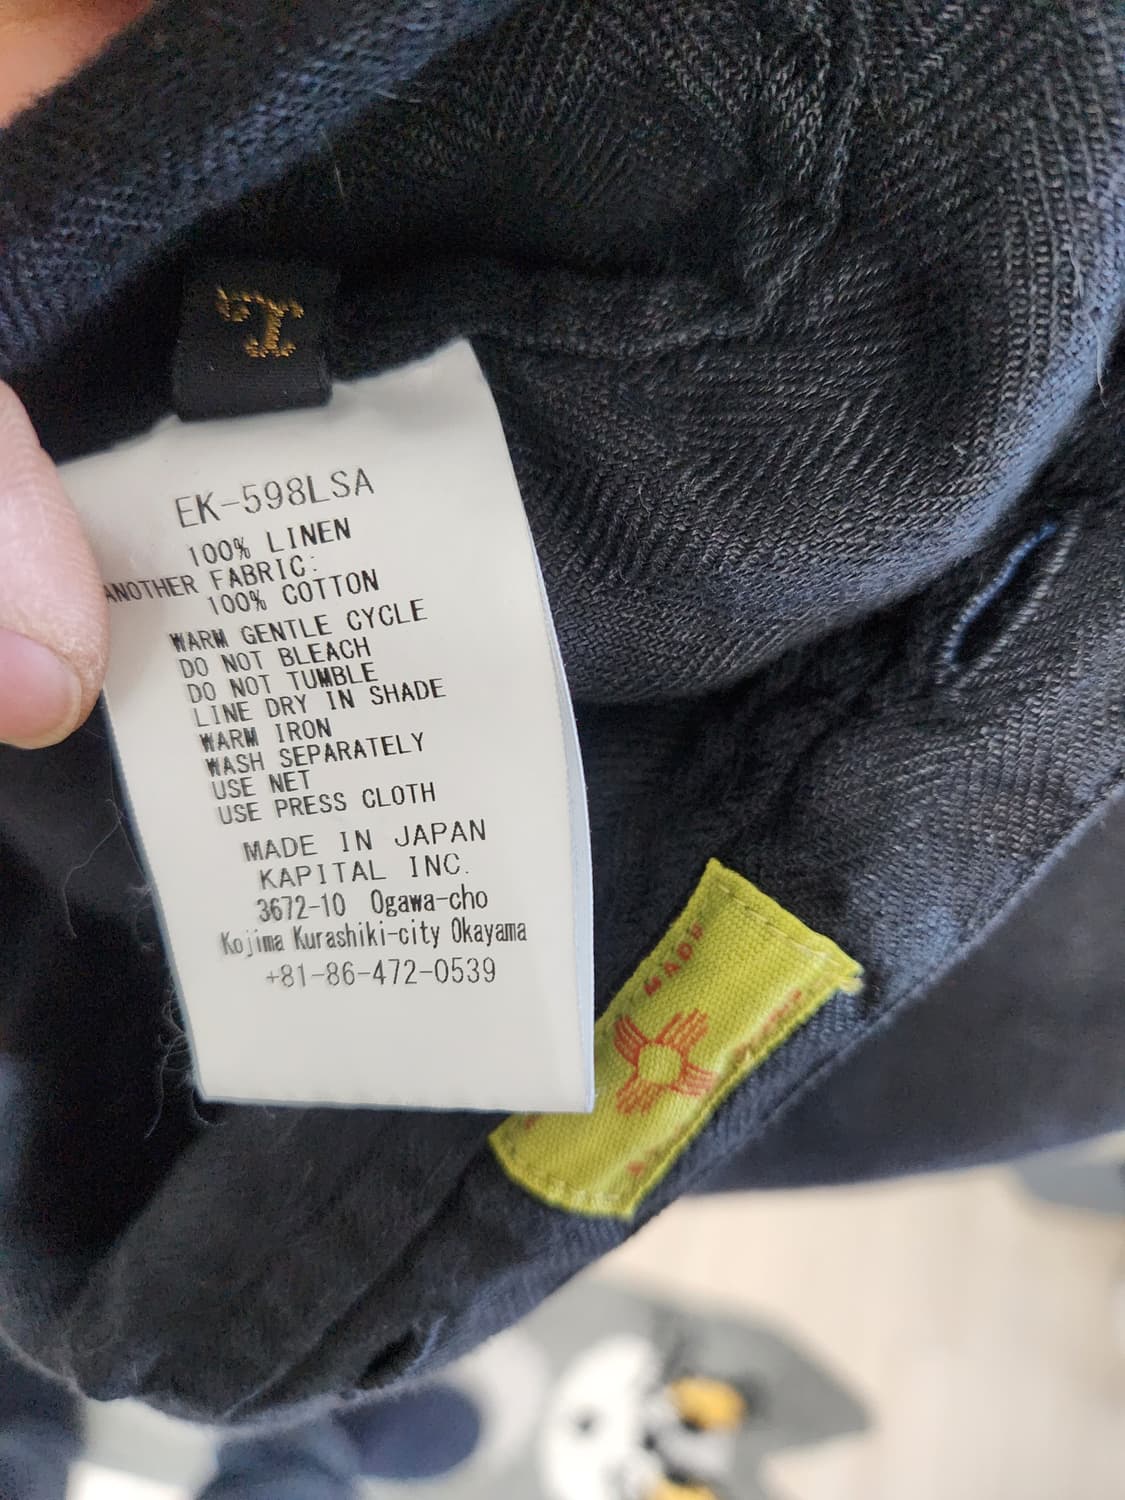 EK-598LSA
100% LINEN
ANOTHER FABRIC:
100% COTTON
WARM GENTLE CYCLE
DO NOT BLEACH
DO NOT TUMBLE
LINE DRY IN SHADE
WARM IRON
WASH SEPARATELY
USE NET
USE PRESS CLOTH
MADE IN JAPAN
KAPITAL INC.
3672-10 Ogawa-cho
Kojima Kurashiki-city Okayama
+81-86-472-0539
MADE